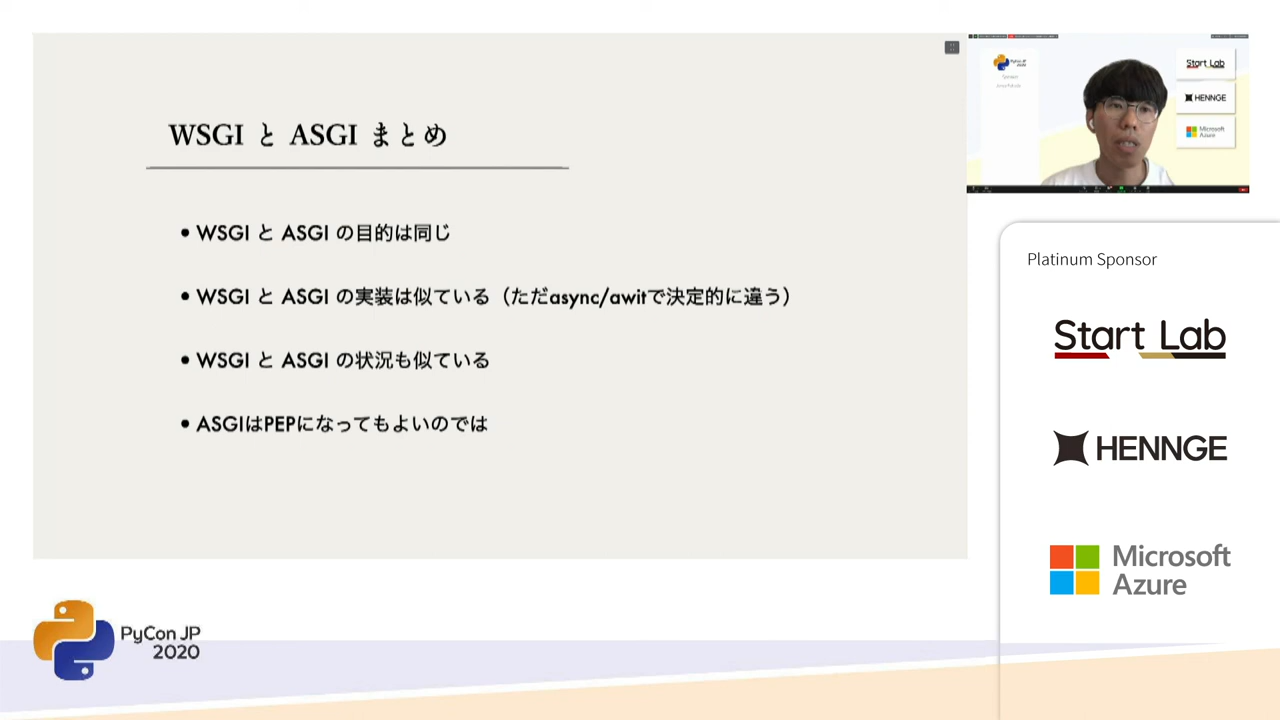 WSGI と ASGI まとめ
WSGI と ASGI の目的は同じ
WSGI と ASGI の実装は似ている（ただasync/awitで決定的に違う）
WSGI と ASGI の状況も似ている
ASGIはPEPになってもよいのでは
PyCon JP
2020
Start Lab
HENNGE
Microsoft
Azure
Platinum Sponsor
Start Lab
HENNGE
Microsoft
Azure
PyCon JP
2020